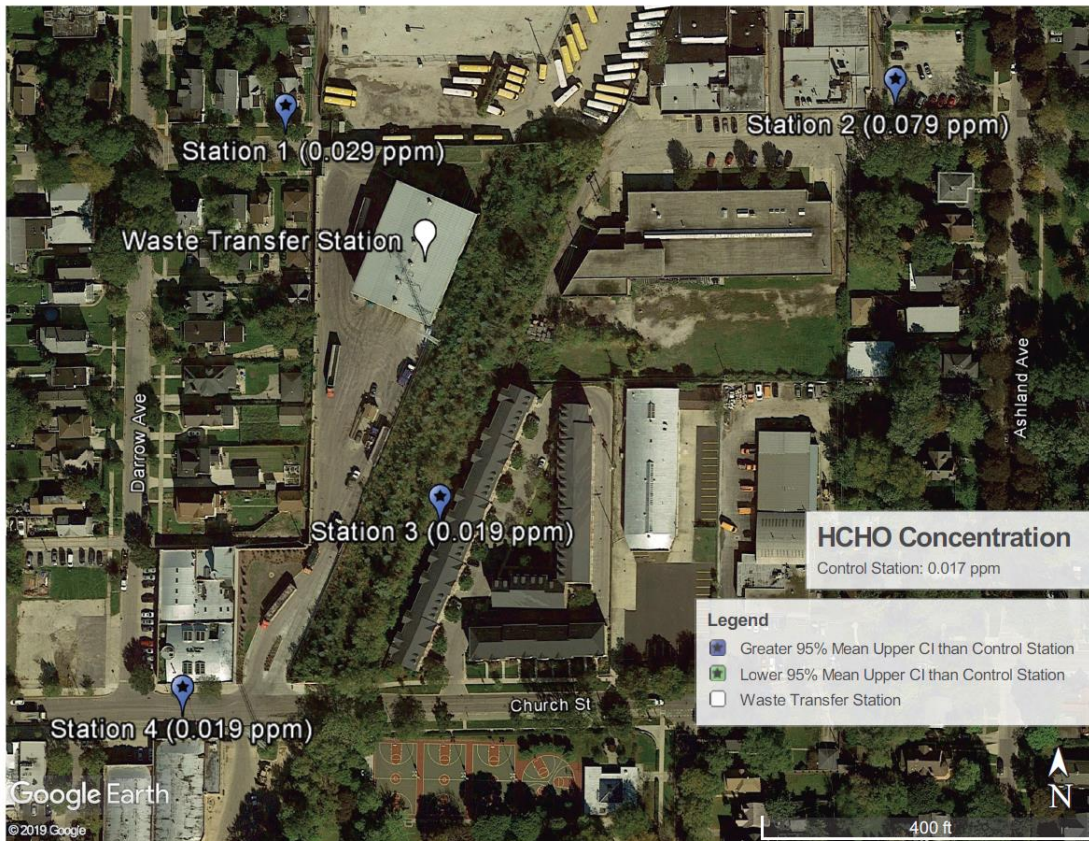 Station 1 (0.029 ppm)
Station 2 (0.079 ppm)
Waste Transfer Station
Darrow Ave
Ashland Ave
Station 3 (0.019 ppm)
HCHO Concentration
Control Station: 0.017 ppm
Legend
Greater 95% Mean Upper CI than Control Station
Lower 95% Mean Upper CI than Control Station
Waste Transfer Station
Church St
Station 4 (0.019 ppm)
Google Earth
© 2019 Google
N
400 ft